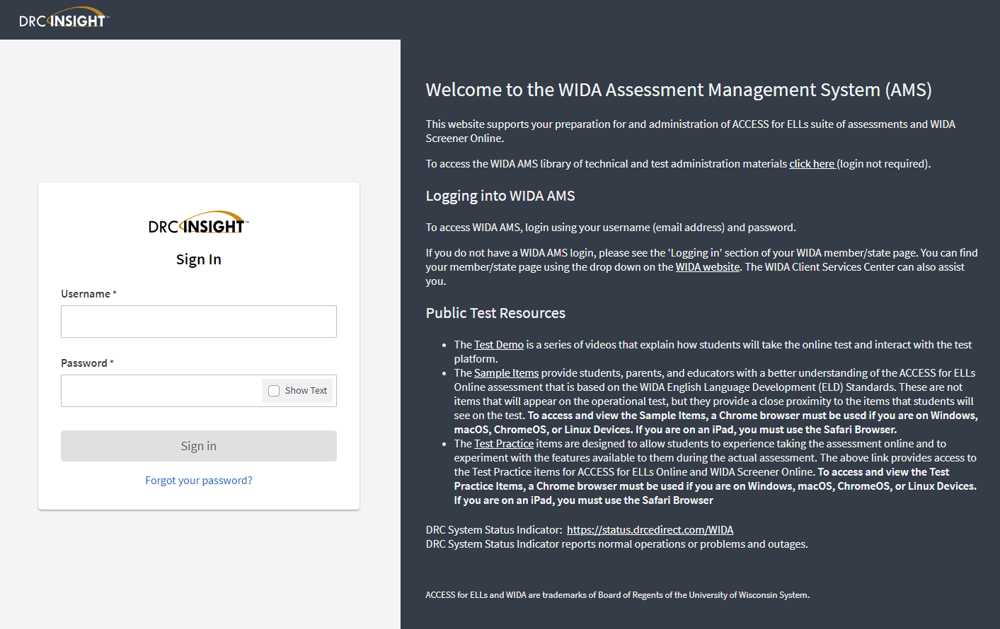 DRC INSIGHT™
DRC INSIGHT™
Sign In
Username *
Password *
Show Text
Sign in
Forgot your password?
Welcome to the WIDA Assessment Management System (AMS)
This website supports your preparation for and administration of ACCESS for ELLs suite of assessments and WIDA
Screener Online.
To access the WIDA AMS library of technical and test administration materials click here (login not required).
Logging into WIDA AMS
To access WIDA AMS, login using your username (email address) and password.
If you do not have a WIDA AMS login, please see the 'Logging in' section of your WIDA member/state page. You can find
your member/state page using the drop down on the WIDA website. The WIDA Client Services Center can also assist
you.
Public Test Resources
• The Test Demo is a series of videos that explain how students will take the online test and interact with the test
platform.
• The Sample Items provide students, parents, and educators with a better understanding of the ACCESS for ELLs
Online assessment that is based on the WIDA English Language Development (ELD) Standards. These are not
items that will appear on the operational test, but they provide a close proximity to the items that students will
see on the test. To access and view the Sample Items, a Chrome browser must be used if you are on Windows,
macOS, ChromeOS, or Linux Devices. If you are on an iPad, you must use the Safari Browser.
• The Test Practice items are designed to allow students to experience taking the assessment online and to
experiment with the features available to them during the actual assessment. The above link provides access to
the Test Practice items for ACCESS for ELLs Online and WIDA Screener Online. To access and view the Test
Practice Items, a Chrome browser must be used if you are on Windows, macOS, ChromeOS, or Linux Devices.
If you are on an iPad, you must use the Safari Browser
DRC System Status Indicator: https://status.drcedirect.com/WIDA
DRC System Status Indicator reports normal operations or problems and outages.
ACCESS for ELLs and WIDA are trademarks of Board of Regents of the University of Wisconsin System.